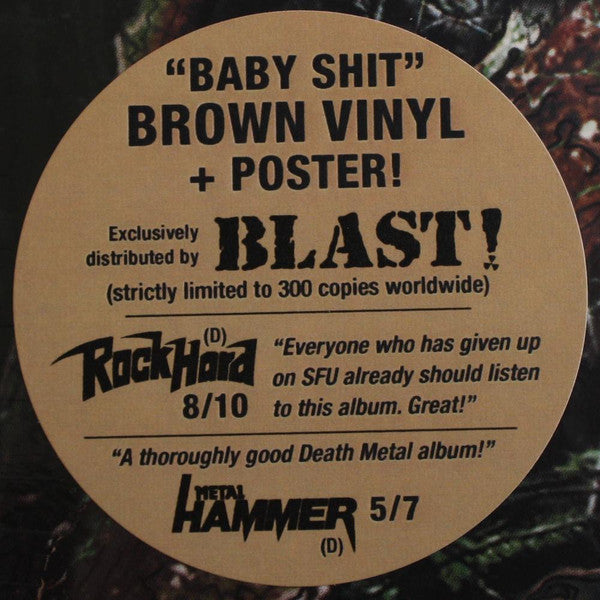 “BABY SHIT”
BROWN VINYL
+ POSTER!
Exclusively
distributed by
BLAST!
(strictly limited to 300 copies worldwide)
(D)
RockHard
8/10
“Everyone who has given up
on SFU already should listen
to this album. Great!”
“A thoroughly good Death Metal album!”
METAL
HAMMER 5/7
(D)